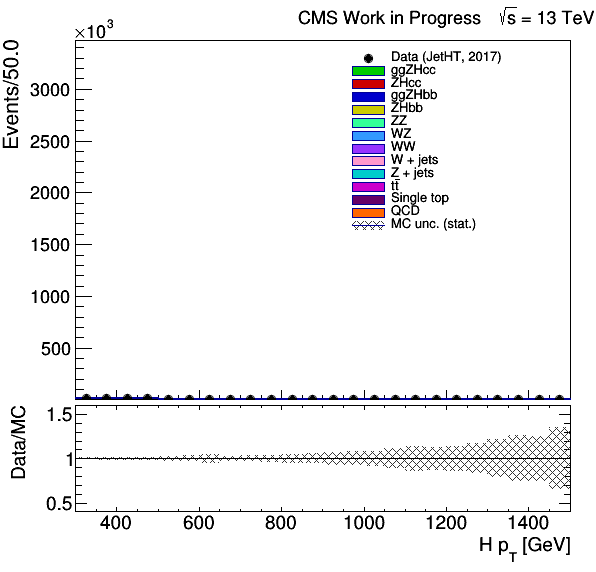 CMS Work in Progress √s = 13 TeV
×10³
Events/50.0
3000
2500
2000
1500
1000
500
Data (JetHT, 2017)
ggZHcc
ZHcc
ggZHbb
ZHbb
ZZ
WZ
WW
W + jets
Z + jets
tt̄
Single top
QCD
MC unc. (stat.)
Data/MC
1.5
1
0.5
400 600 800 1000 1200 1400
H p_T [GeV]